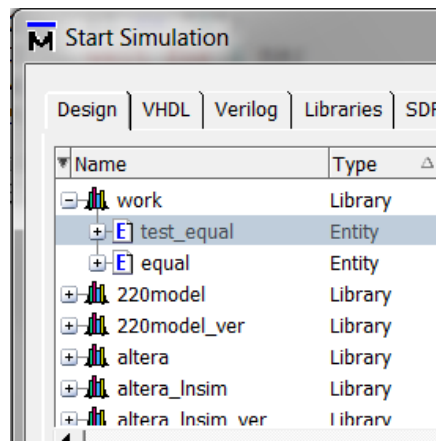 Start Simulation
Design VHDL Verilog Libraries SDF
Name Type
work Library
test_equal Entity
E equal Entity
220model Library
220model_ver Library
altera Library
altera_lnsim Library
altera_lnsim_ver Library